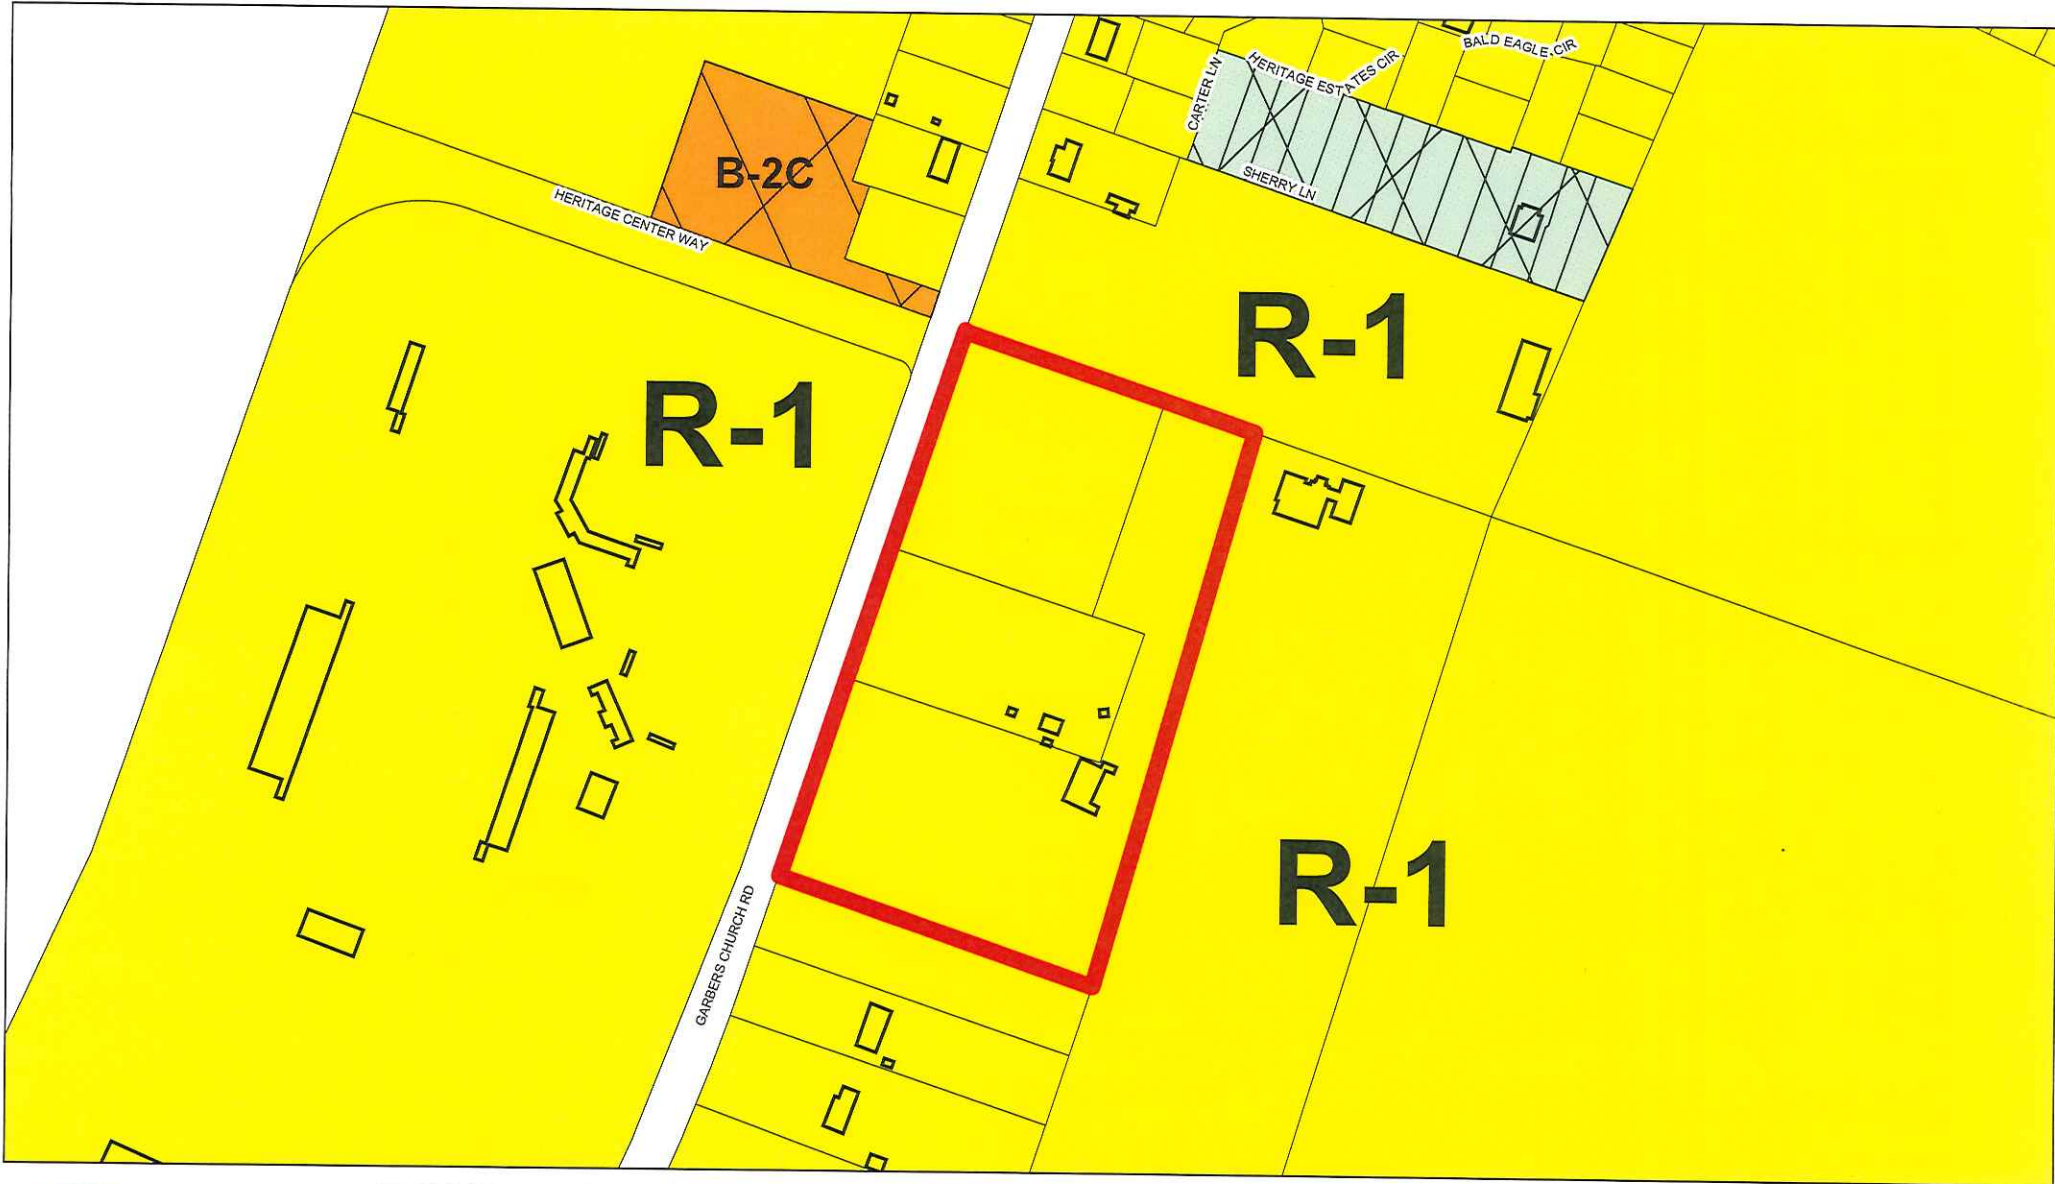 BALD EAGLE CIR
HERITAGE ESTATES CIR
CARTER LN
B-2C
SHERRY LN
HERITAGE CENTER WAY
R-1
R-1
R-1
GARBERS CHURCH RD